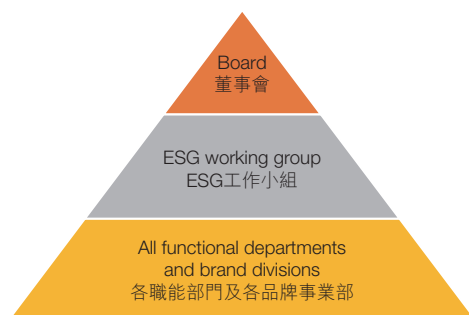 Board
董事會
ESG working group
ESG工作小組
All functional departments
and brand divisions
各職能部門及各品牌事業部